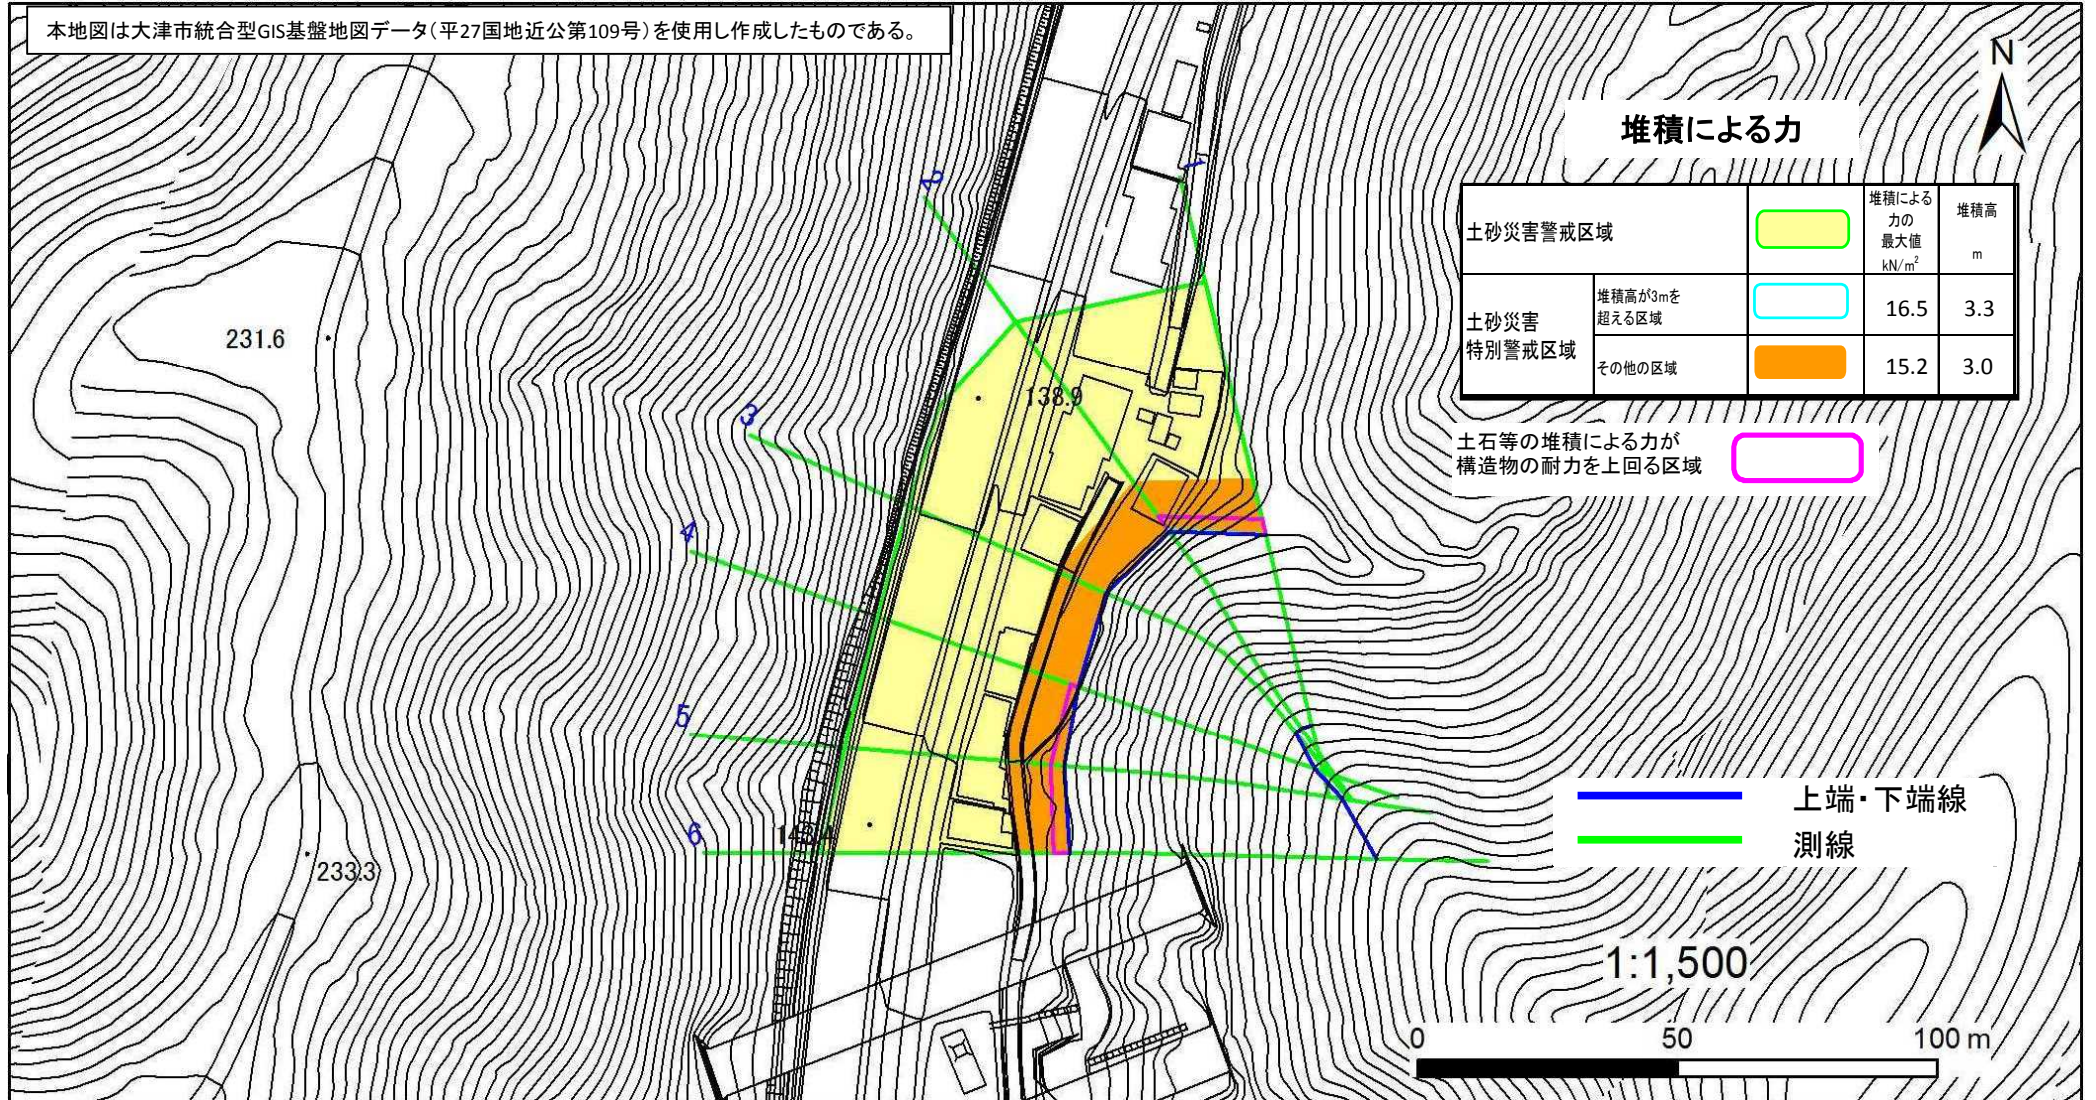 本地図は大津市統合型GIS基盤地図データ(平27国地近公第109号)を使用し作成したものである。
N
堆積による力
土砂災害警戒区域
堆積による
力の
最大値
kN/m²
堆積高
m
土砂災害
特別警戒区域
堆積高が3mを
超える区域
16.5
3.3
その他の区域
15.2
3.0
土石等の堆積による力が
構造物の耐力を上回る区域
1
2
3
4
5
6
231.6
138.9
233.3
上端・下端線
測線
1:1,500
0
50
100 m